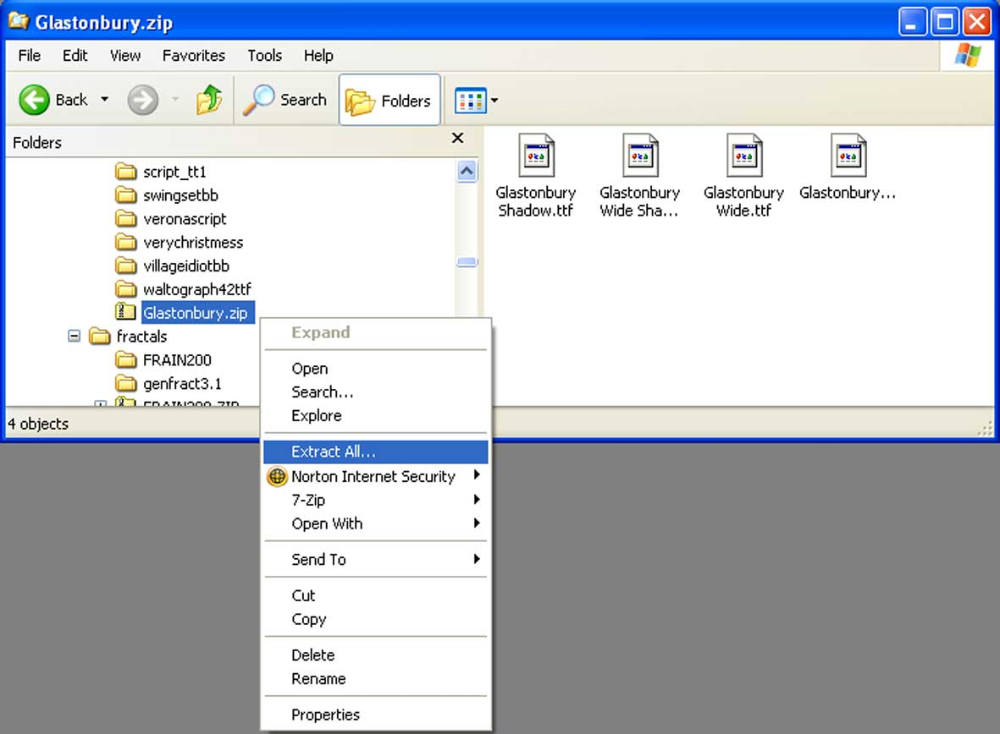 Glastonbury.zip
File Edit View Favorites Tools Help
Back Search Folders
Folders
script_tt1
swingsetbb
veronascript
verychristmess
villageidiotbb
waltograph42ttf
Glastonbury.zip
fractals
FRAIN200
genfract3.1
FRAIN200.ZIP
Glastonbury
Shadow.ttf
Glastonbury
Wide Sha...
Glastonbury
Wide.ttf
Glastonbury...
4 objects
Expand
Open
Search...
Explore
Extract All...
Norton Internet Security
7-Zip
Open With
Send To
Cut
Copy
Delete
Rename
Properties